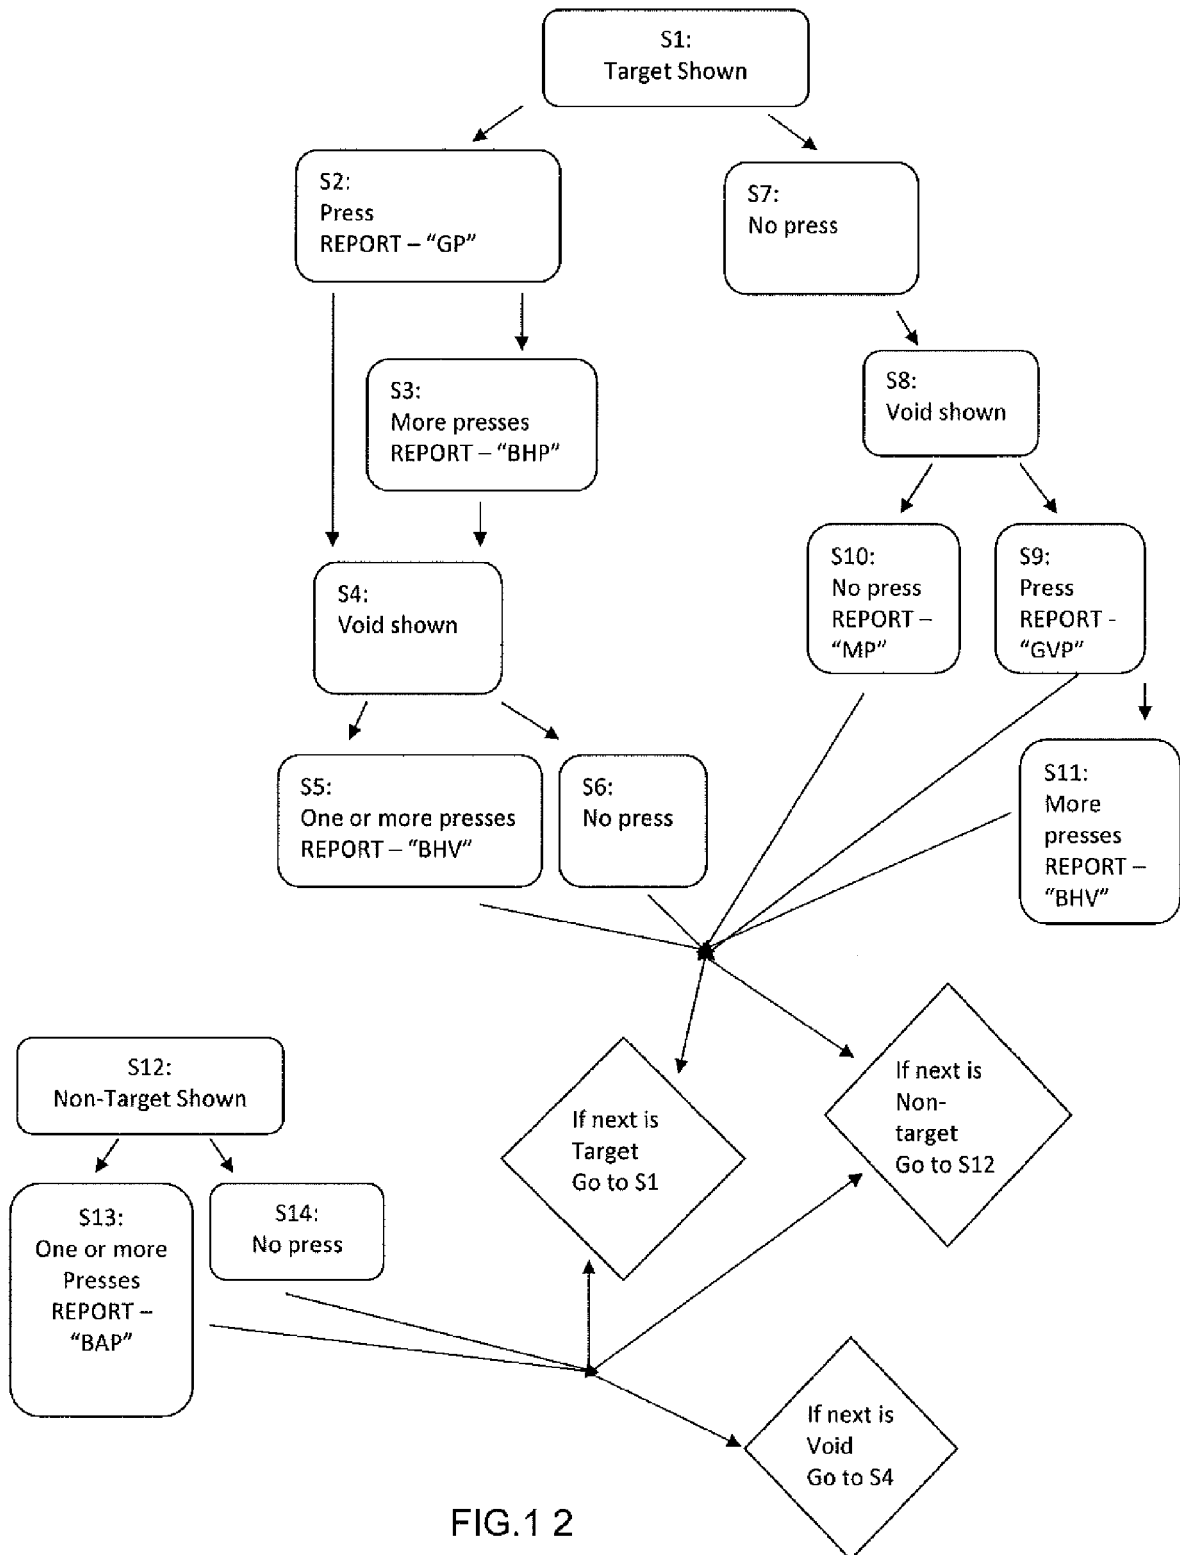 S1:
Target Shown
S2:
Press
REPORT – “GP”
S7:
No press
S3:
More presses
REPORT – “BHP”
S8:
Void shown
S4:
Void shown
S10:
No press
REPORT –
“MP”
S9:
Press
REPORT -
“GVP”
S5:
One or more presses
REPORT – “BHV”
S6:
No press
S11:
More
presses
REPORT –
“BHV”
S12:
Non-Target Shown
If next is
Target
Go to S1
If next is
Non-
target
Go to S12
S13:
One or more
Presses
REPORT –
“BAP”
S14:
No press
If next is
Void
Go to S4
FIG.1 2